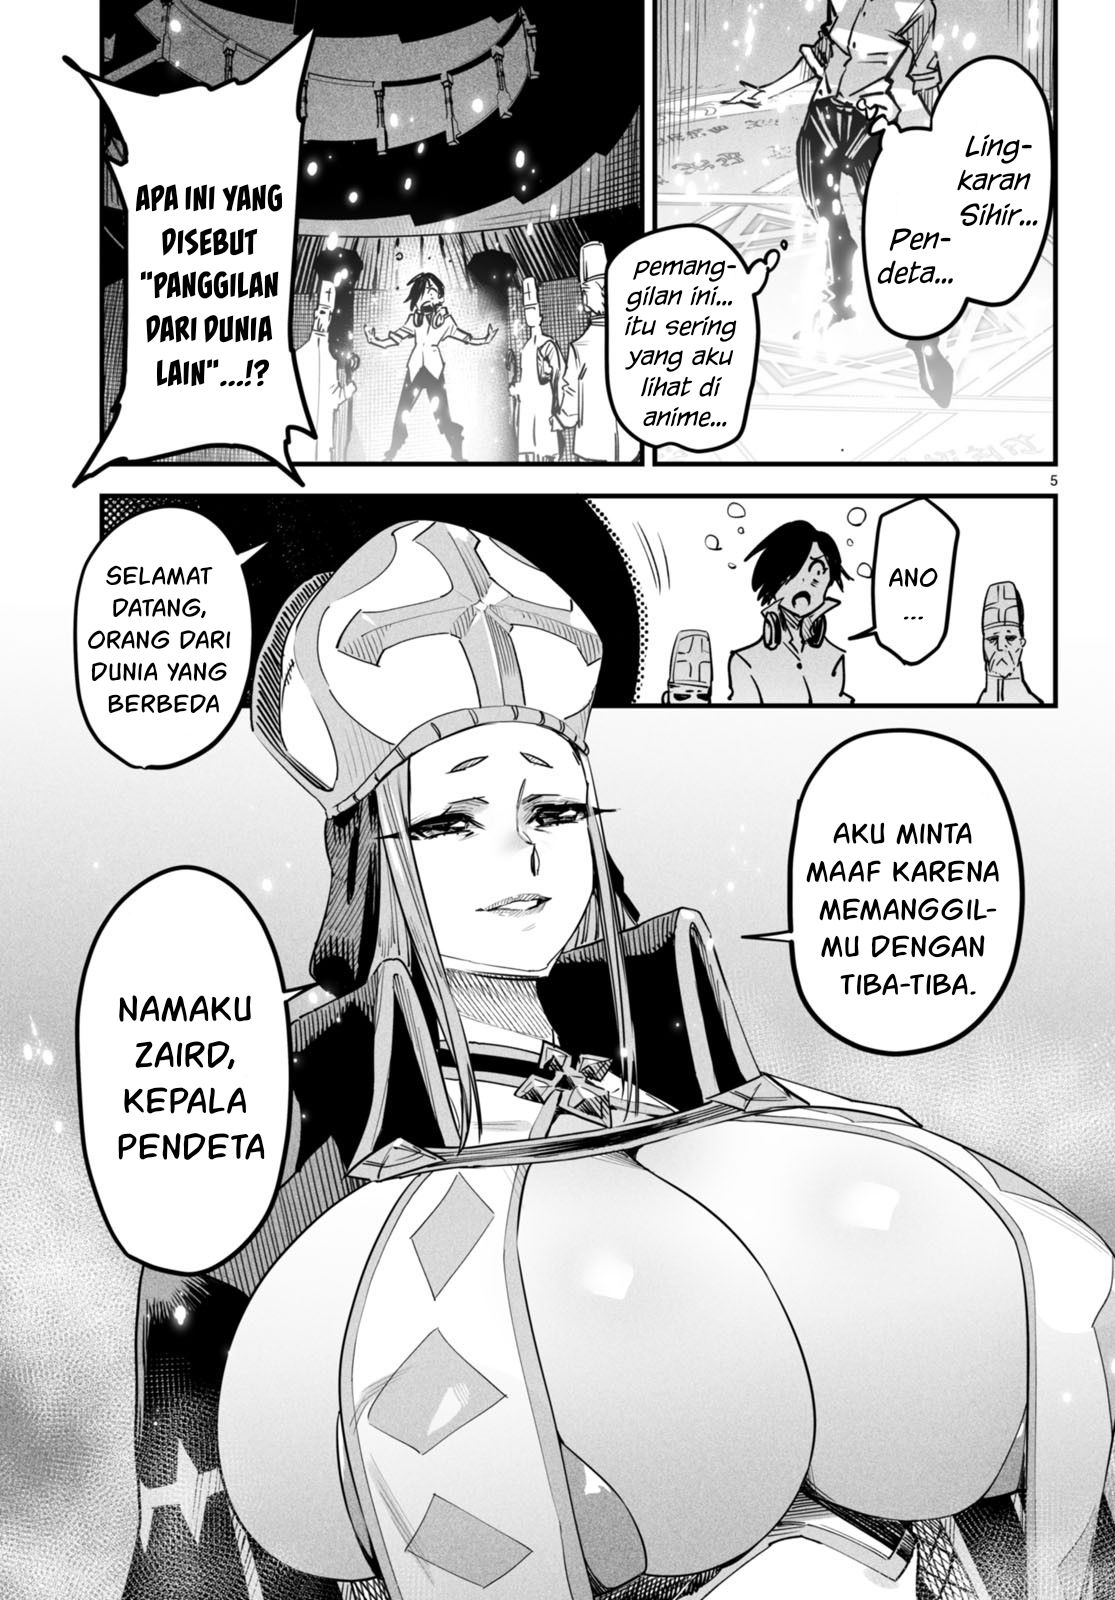 Ling-
karan
Sihir...
Pen-
deta...
pemang-
gilan ini...
itu sering
yang aku
lihat di
anime...
APA INI YANG
DISEBUT
"PANGGILAN
DARI DUNIA
LAIN"...!?
5
ANO
...
SELAMAT
DATANG,
ORANG DARI
DUNIA YANG
BERBEDA
AKU MINTA
MAAF KARENA
MEMANGGIL-
MU DENGAN
TIBA-TIBA.
NAMAKU
ZAIRD,
KEPALA
PENDETA